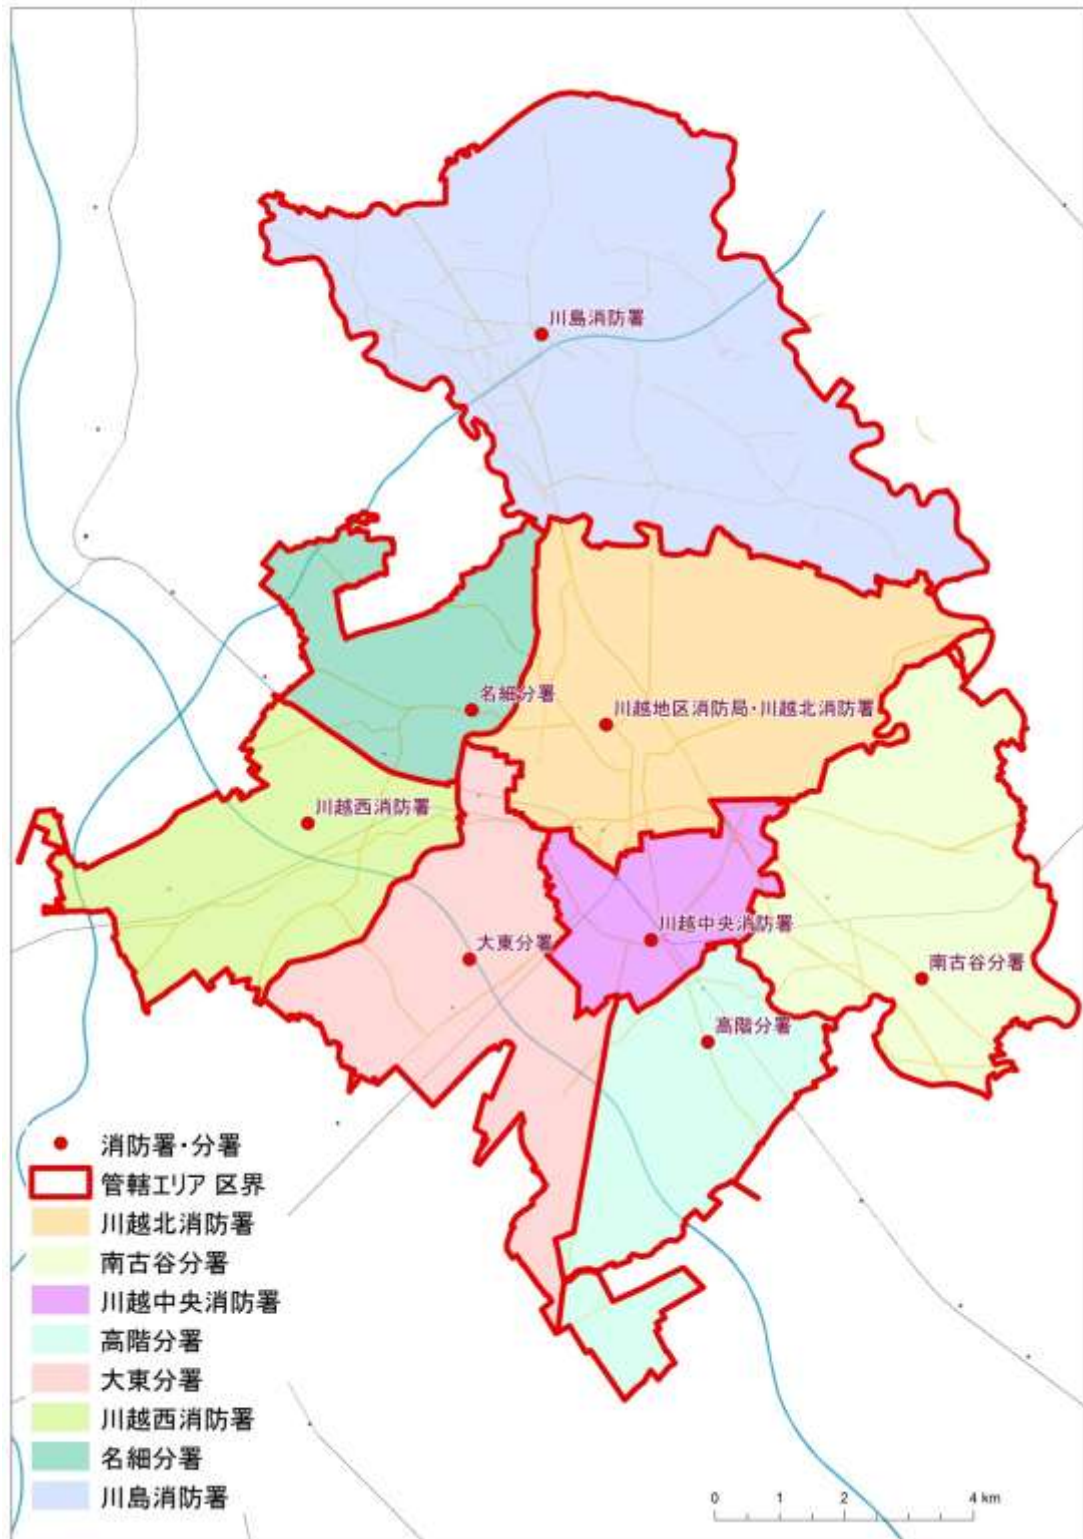 川島消防署
名細分署
川越地区消防局・川越北消防署
川越西消防署
川越中央消防署
大東分署
南古谷分署
高階分署
消防署・分署
管轄エリア 区界
川越北消防署
南古谷分署
川越中央消防署
高階分署
大東分署
川越西消防署
名細分署
川島消防署
0 1 2 4 km